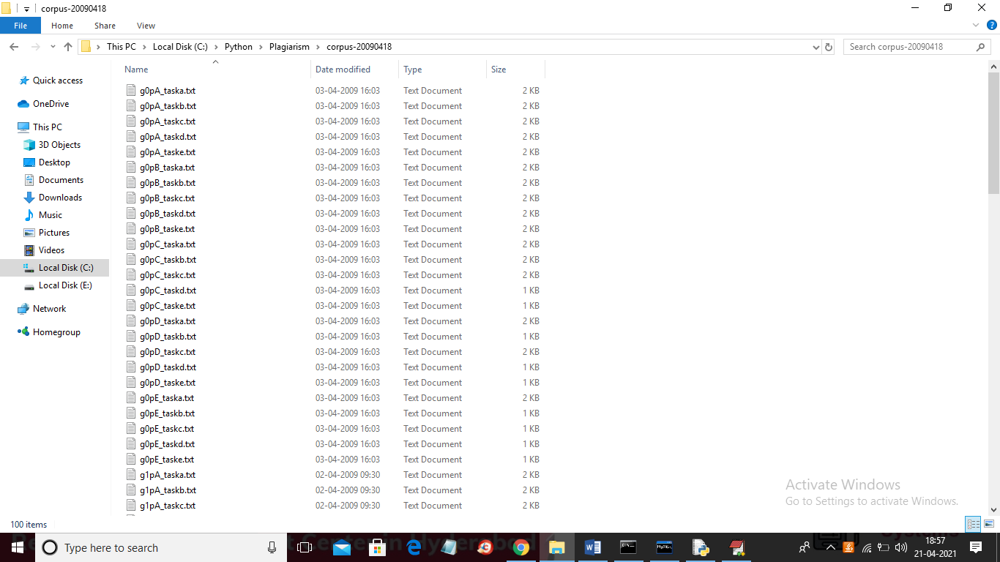 corpus-20090418
File Home Share View
This PC Local Disk (C:) Python Plagiarism corpus-20090418 Search corpus-20090418
Name Date modified Type Size
Quick access
OneDrive
This PC
3D Objects
Desktop
Documents
Downloads
Music
Pictures
Videos
Local Disk (C:)
Local Disk (E:)
Network
Homegroup
g0pA_taska.txt 03-04-2009 16:03 Text Document 2 KB
g0pA_taskb.txt 03-04-2009 16:03 Text Document 2 KB
g0pA_taskc.txt 03-04-2009 16:03 Text Document 2 KB
g0pA_taskd.txt 03-04-2009 16:03 Text Document 2 KB
g0pA_taske.txt 03-04-2009 16:03 Text Document 2 KB
g0pB_taska.txt 03-04-2009 16:03 Text Document 2 KB
g0pB_taskb.txt 03-04-2009 16:03 Text Document 2 KB
g0pB_taskc.txt 03-04-2009 16:03 Text Document 2 KB
g0pB_taskd.txt 03-04-2009 16:03 Text Document 2 KB
g0pB_taske.txt 03-04-2009 16:03 Text Document 2 KB
g0pC_taska.txt 03-04-2009 16:03 Text Document 2 KB
g0pC_taskb.txt 03-04-2009 16:03 Text Document 2 KB
g0pC_taskc.txt 03-04-2009 16:03 Text Document 2 KB
g0pC_taskd.txt 03-04-2009 16:03 Text Document 1 KB
g0pC_taske.txt 03-04-2009 16:03 Text Document 1 KB
g0pD_taska.txt 03-04-2009 16:03 Text Document 2 KB
g0pD_taskb.txt 03-04-2009 16:03 Text Document 1 KB
g0pD_taskc.txt 03-04-2009 16:03 Text Document 2 KB
g0pD_taskd.txt 03-04-2009 16:03 Text Document 1 KB
g0pD_taske.txt 03-04-2009 16:03 Text Document 1 KB
g0pE_taska.txt 03-04-2009 16:03 Text Document 2 KB
g0pE_taskb.txt 03-04-2009 16:03 Text Document 1 KB
g0pE_taskc.txt 03-04-2009 16:03 Text Document 1 KB
g0pE_taskd.txt 03-04-2009 16:03 Text Document 1 KB
g0pE_taske.txt 03-04-2009 16:03 Text Document 1 KB
g1pA_taska.txt 02-04-2009 09:30 Text Document 2 KB
g1pA_taskb.txt 02-04-2009 09:30 Text Document 2 KB
g1pA_taskc.txt 02-04-2009 09:30 Text Document 2 KB
Activate Windows
Go to Settings to activate Windows.
100 items
Type here to search
18:57
21-04-2021